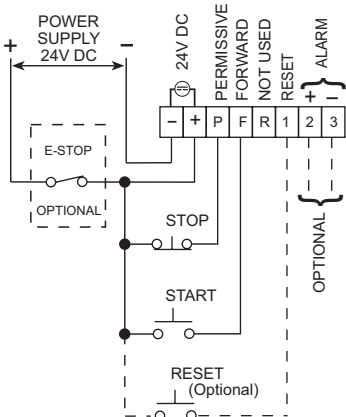 POWER
SUPPLY
24V DC
+
−
24V DC
PERMISSIVE
FORWARD
NOT USED
RESET
ALARM
+
−
− + P F R 1 2 3
E-STOP
OPTIONAL
STOP
OPTIONAL
START
RESET
(Optional)